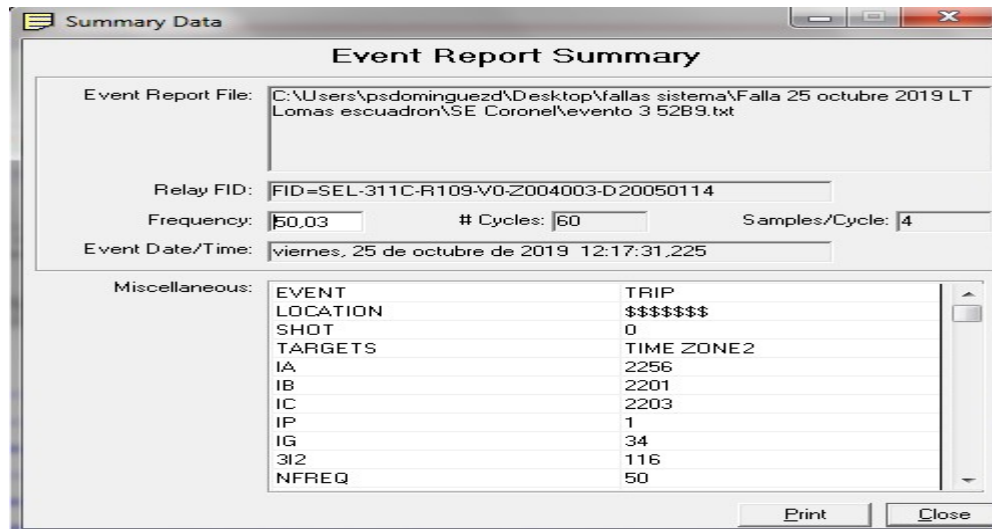 Summary Data
Event Report Summary
Event Report File: C:\Users\psdominguezd\Desktop\fallas sistema\Falla 25 octubre 2019 LT
Lomas escuadron\SE Coronel\evento 3 52B9.txt
Relay FID: FID=SEL-311C-R109-V0-Z004003-D20050114
Frequency: 50,03 # Cycles: 60 Samples/Cycle: 4
Event Date/Time: viernes, 25 de octubre de 2019 12:17:31,225
Miscellaneous: EVENT TRIP
LOCATION $$$$$$$
SHOT 0
TARGETS TIME ZONE2
IA 2256
IB 2201
IC 2203
IP 1
IG 34
3I2 116
NFREQ 50
Print Close